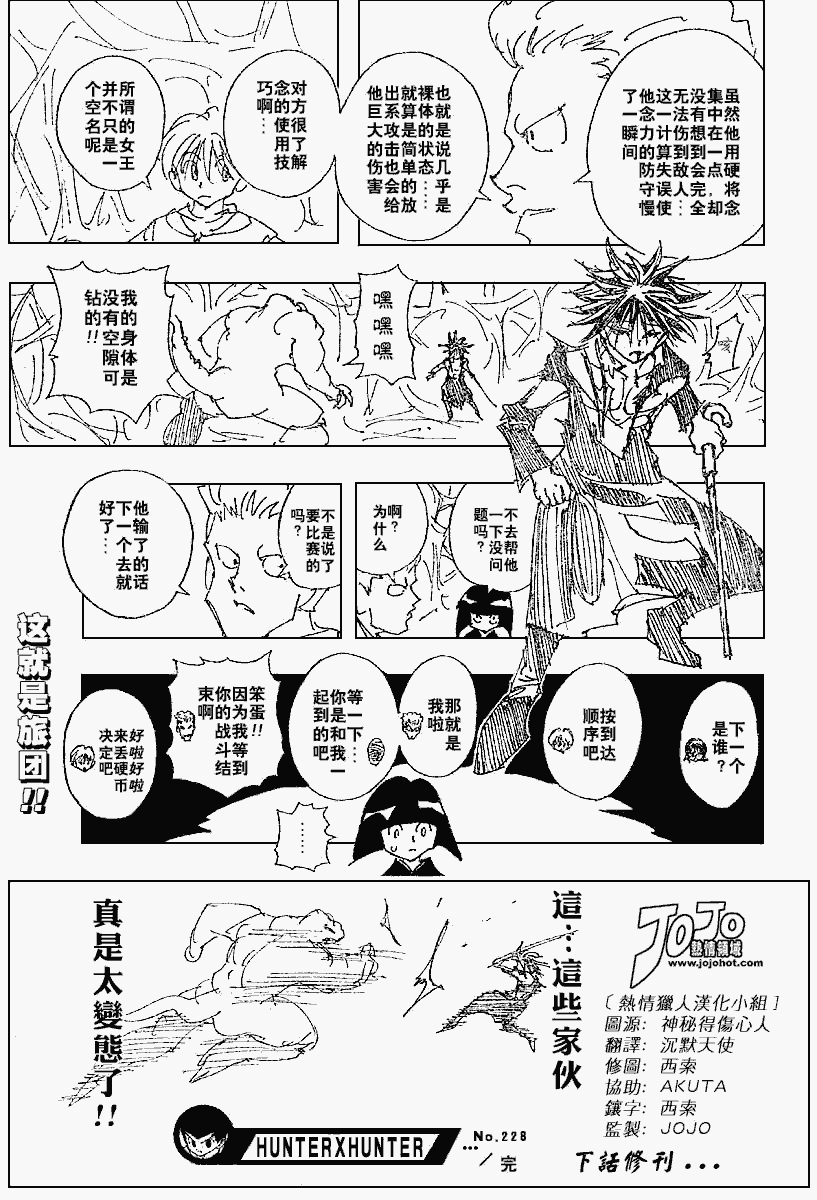 虽然他用硬将念
集中在一点，却
没有想到会完全
无法伤到敌人…
这一计算失误使
他念力的防守慢
了一瞬间
也就是说几乎是
裸体的状态……
就算是简单的放
出系攻击也会给
他巨大的伤害
对方很了解
念的使用技
巧啊…
所谓的女王
并不只是一
个空名呢
嘿嘿嘿
我的身体是
没有空隙可
钻的!!
不去帮他
一下没问
题吗?
啊?
为什么
不是说了
要比赛的
吗?
他输了的话
下一个去就
好了…
这就是旅团!!
下一个
是谁?
按到达
顺序吧
那就是
我啦
等一下…
你是和我一
起到的吧
笨蛋!!
因为我等到
你的战斗结
束啊
好啦好啦
来丢硬币
决定吧
……
這…這些家伙
真是太變態了!!
JOJO
熱情領域
www.jojohot.com
〔熱情獵人漢化小組〕
圖源: 神秘得傷心人
翻譯: 沉默天使
修圖: 西索
協助: AKUTA
鑲字: 西索
監製: JOJO
HUNTERXHUNTER … No.228 / 完
下話修刊...